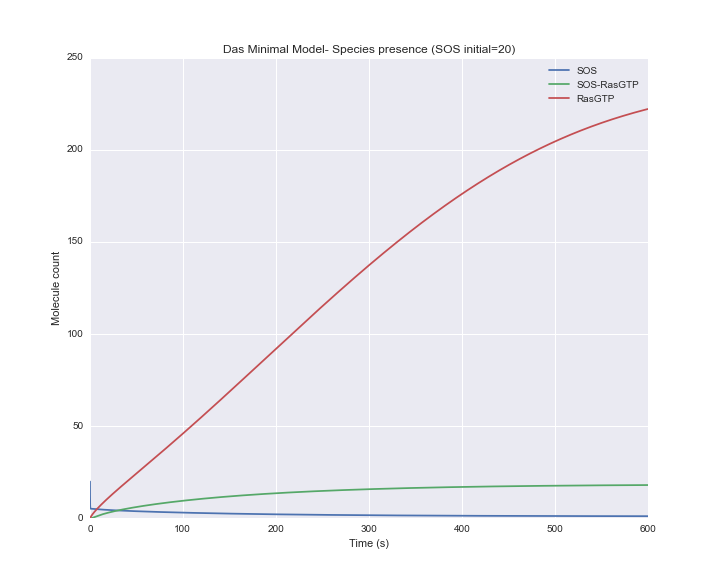 Das Minimal Model- Species presence (SOS initial=20)
SOS
SOS-RasGTP
RasGTP
250
200
150
100
50
0
Molecule count
0 100 200 300 400 500 600
Time (s)